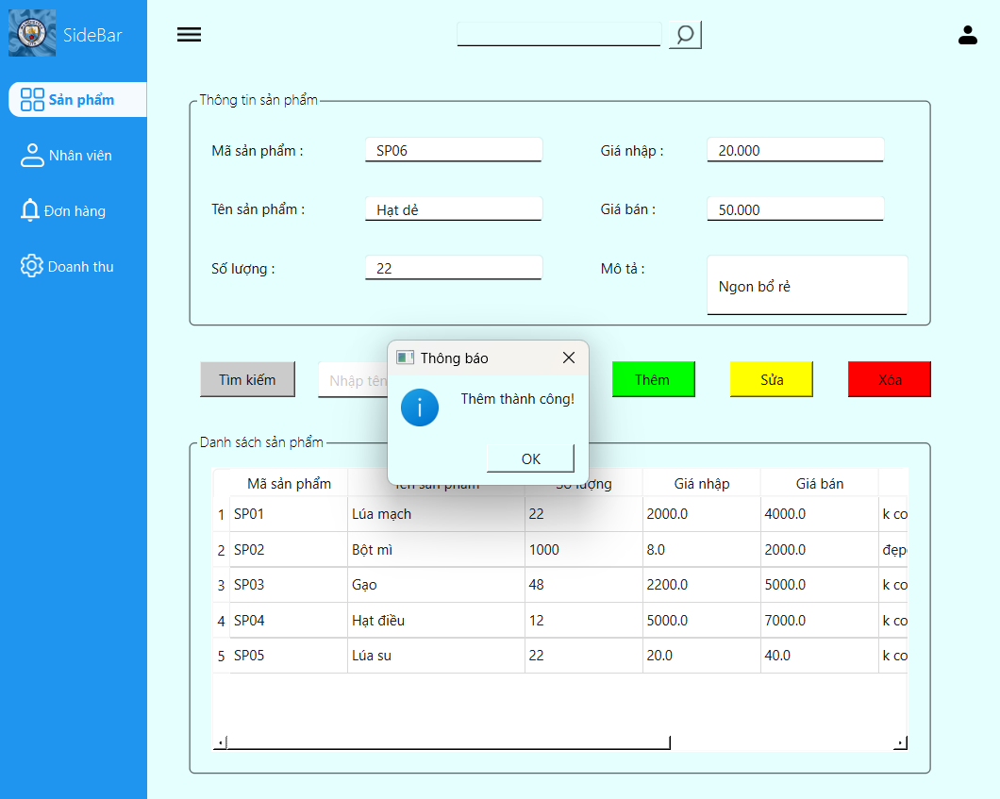 SideBar
Sản phẩm
Nhân viên
Đơn hàng
Doanh thu
Thông tin sản phẩm
Mã sản phẩm : SP06 Giá nhập : 20.000
Tên sản phẩm : Hạt dẻ Giá bán : 50.000
Số lượng : 22 Mô tả : Ngon bổ rẻ
Tìm kiếm Nhập tên Thêm Sửa Xóa
Thông báo
Thêm thành công!
OK
Danh sách sản phẩm
Mã sản phẩm Tên sản phẩm Số lượng Giá nhập Giá bán
1 SP01 Lúa mạch 22 2000.0 4000.0 k co
2 SP02 Bột mì 1000 8.0 2000.0 đẹp
3 SP03 Gạo 48 2200.0 5000.0 k co
4 SP04 Hạt điều 12 5000.0 7000.0 k co
5 SP05 Lúa su 22 20.0 40.0 k co